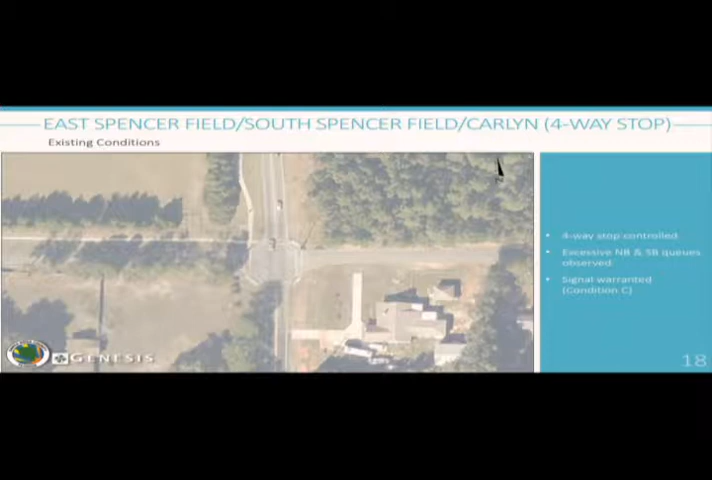 EAST SPENCER FIELD/SOUTH SPENCER FIELD/CARLYN (4-WAY STOP)
Existing Conditions
N
• 4-way stop controlled
• Excessive NB & SB queues
observed
• Signal warranted
(Condition C)
GENESIS
18